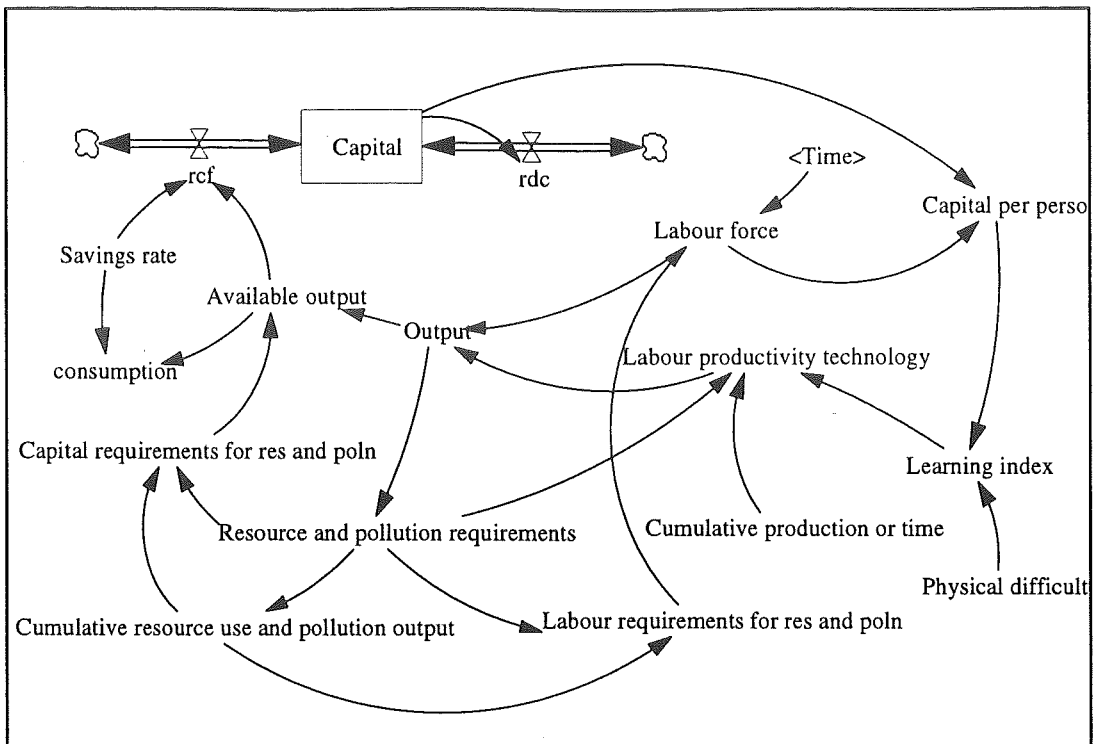 Capital
rcf
rdc
<Time>
Capital per perso
Labour force
Savings rate
Available output
Output
Labour productivity technology
consumption
Capital requirements for res and poln
Learning index
Resource and pollution requirements
Cumulative production or time
Physical difficult
Cumulative resource use and pollution output
Labour requirements for res and poln